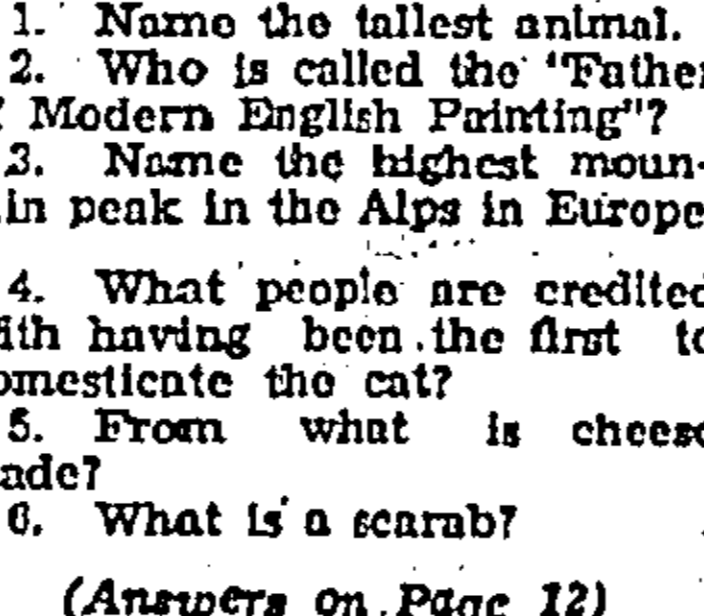 1. Name the tallest animal.
2. Who is called the "Father
Modern English Painting"?
3. Name the highest moun-
in peak in the Alps in Europe
4. What people are credited
ith having been the first to
omesticate the cat?
5. From what is cheese
ade?
6. What is a scarab?
(Answers on Page 12)